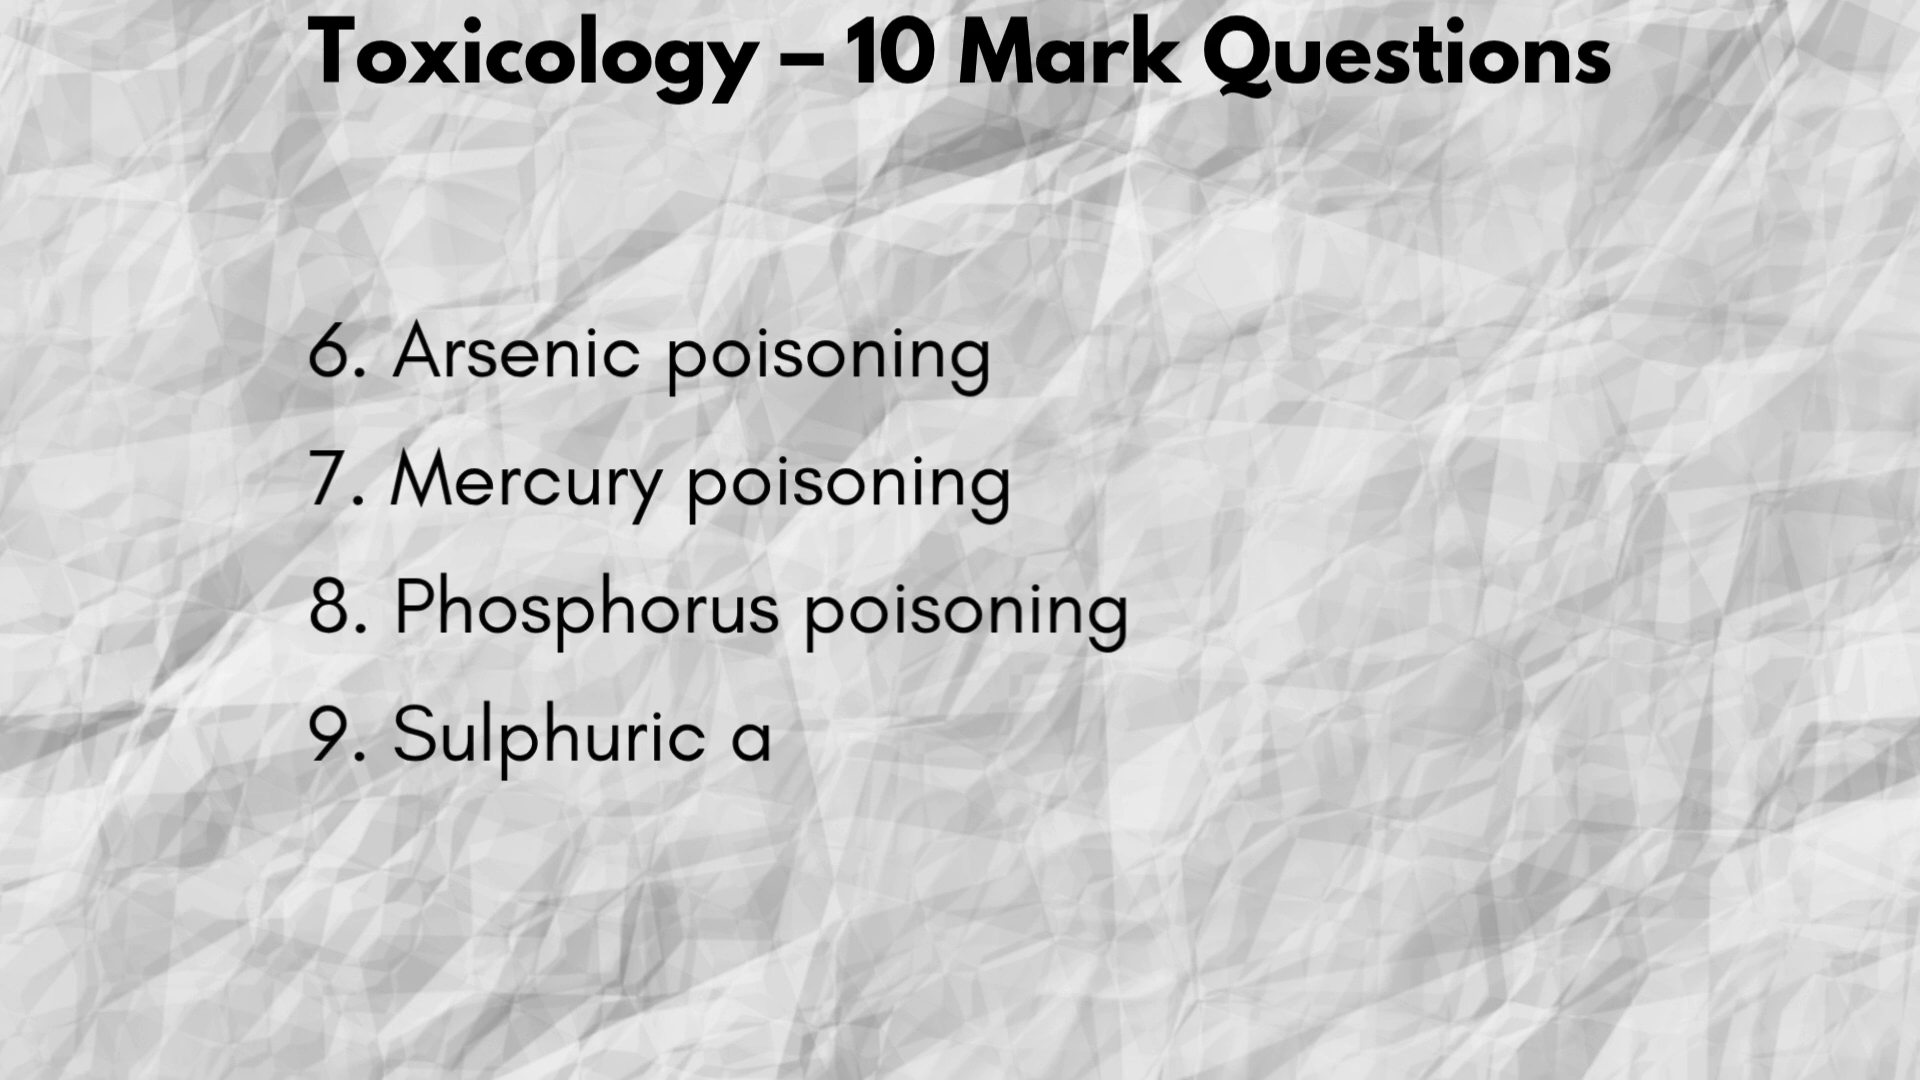 Toxicology – 10 Mark Questions
6. Arsenic poisoning
7. Mercury poisoning
8. Phosphorus poisoning
9. Sulphuric a